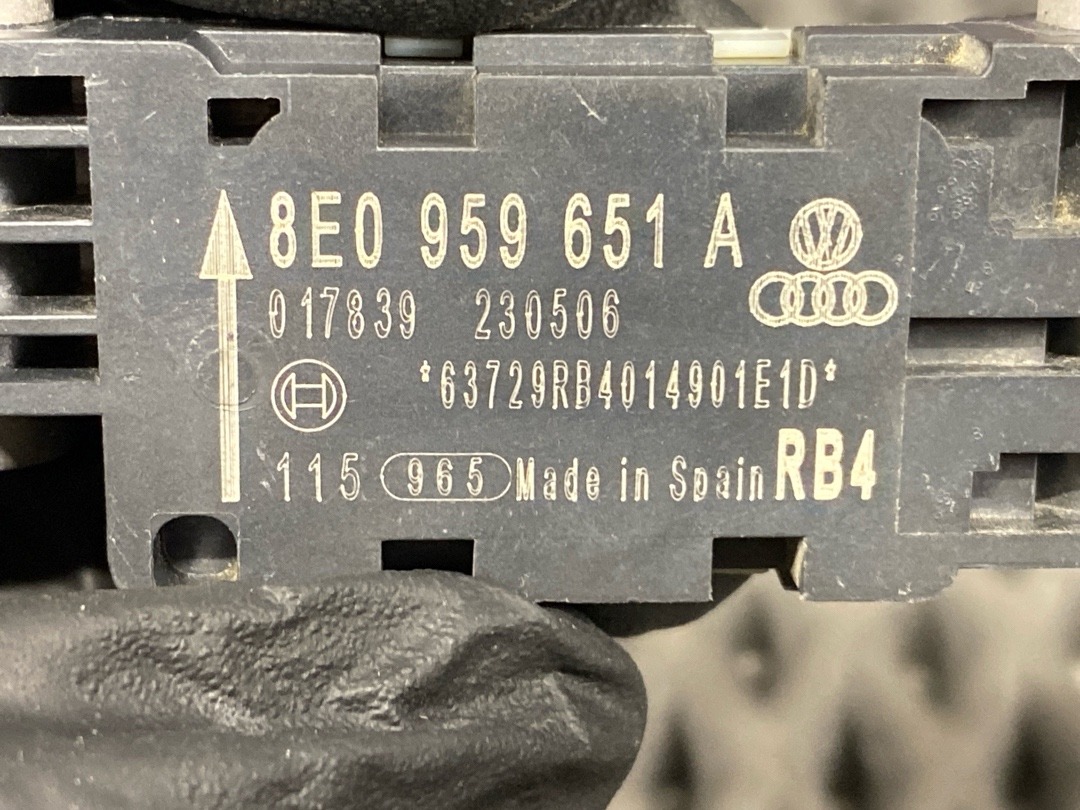 8E0 959 651 A
017839 230506
*63729RB4014901E1D*
115 965 Made in Spain RB4